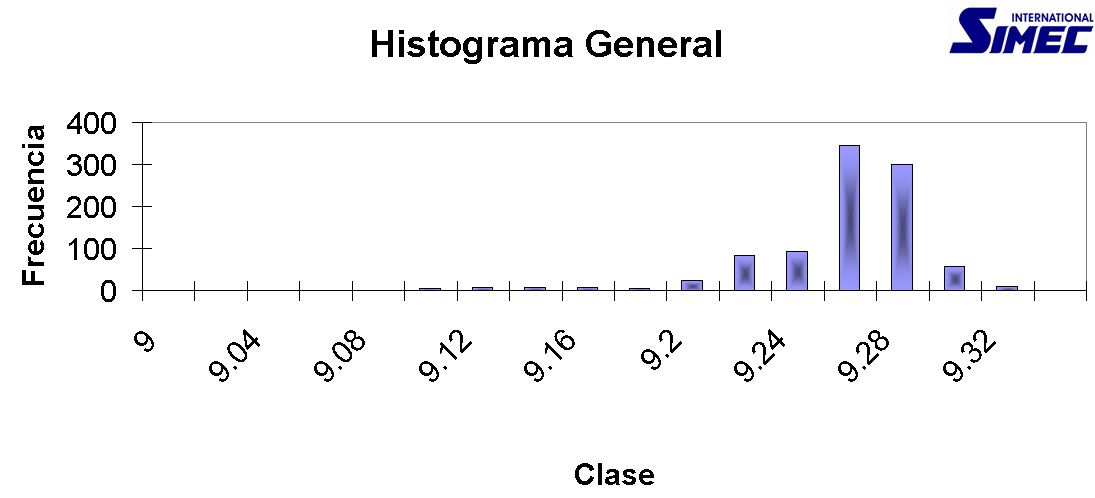 INTERNATIONAL
SIMEC
Histograma General
Frecuencia
400
300
200
100
0
9
9.04
9.08
9.12
9.16
9.2
9.24
9.28
9.32
Clase